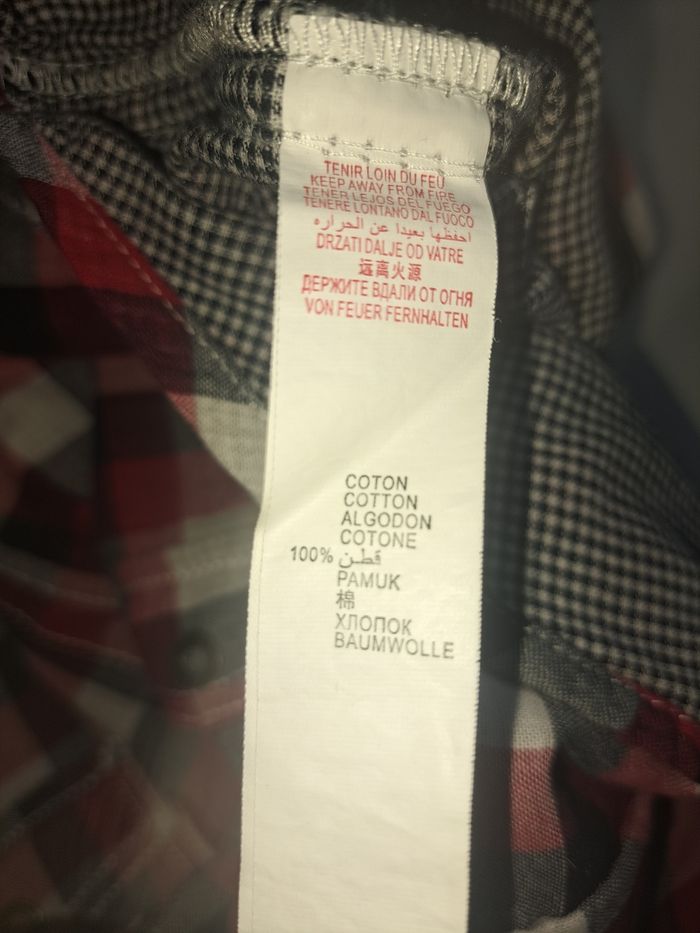 TENIR LOIN DU FEU
KEEP AWAY FROM FIRE
TENER LEJOS DEL FUEGO
TENERE LONTANO DAL FUOCO
احفظها بعيدا عن الحراره
DRZATI DALJE OD VATRE
远高火源
ДЕРЖИТЕ ВДАЛИ ОТ ОГНЯ
VON FEUER FERNHALTEN
COTON
COTTON
ALGODON
COTONE
100% قطن
PAMUK
棉
ХЛОПОК
BAUMWOLLE